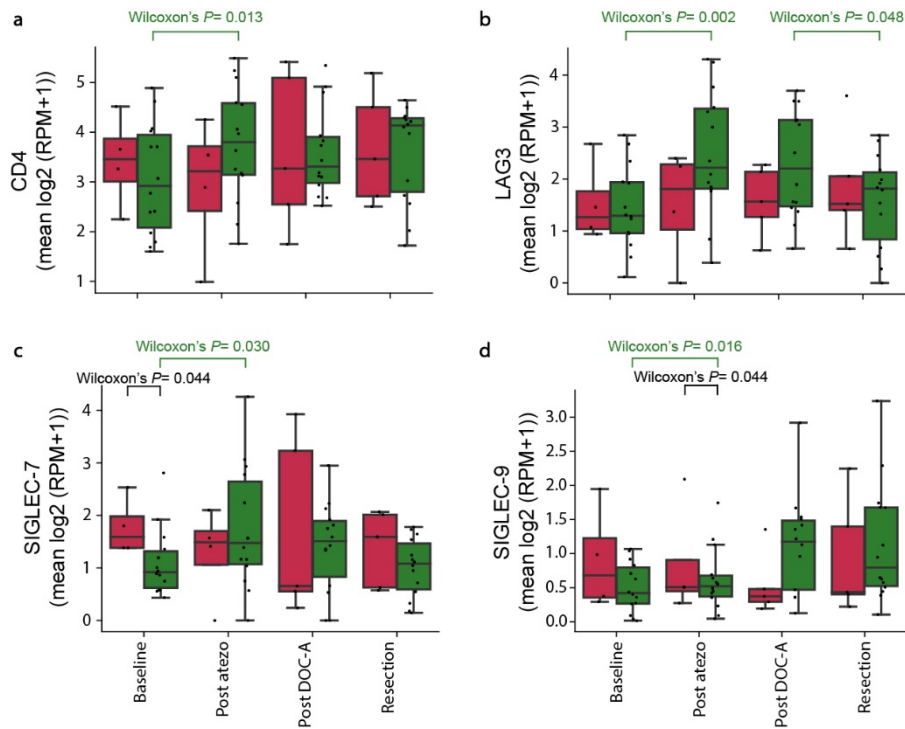 a
Wilcoxon's P= 0.013
CD4
(mean log2 (RPM+1))
5
4
3
2
1
b
Wilcoxon's P= 0.002
Wilcoxon's P= 0.048
LAG3
(mean log2 (RPM+1))
4
3
2
1
0
c
Wilcoxon's P= 0.030
Wilcoxon's P= 0.044
SIGLEC-7
(mean log2 (RPM+1))
4
3
2
1
0
Baseline
Post atezo
Post DOC-A
Resection
d
Wilcoxon's P= 0.016
Wilcoxon's P= 0.044
SIGLEC-9
(mean log2 (RPM+1))
3.0
2.5
2.0
1.5
1.0
0.5
0.0
Baseline
Post atezo
Post DOC-A
Resection